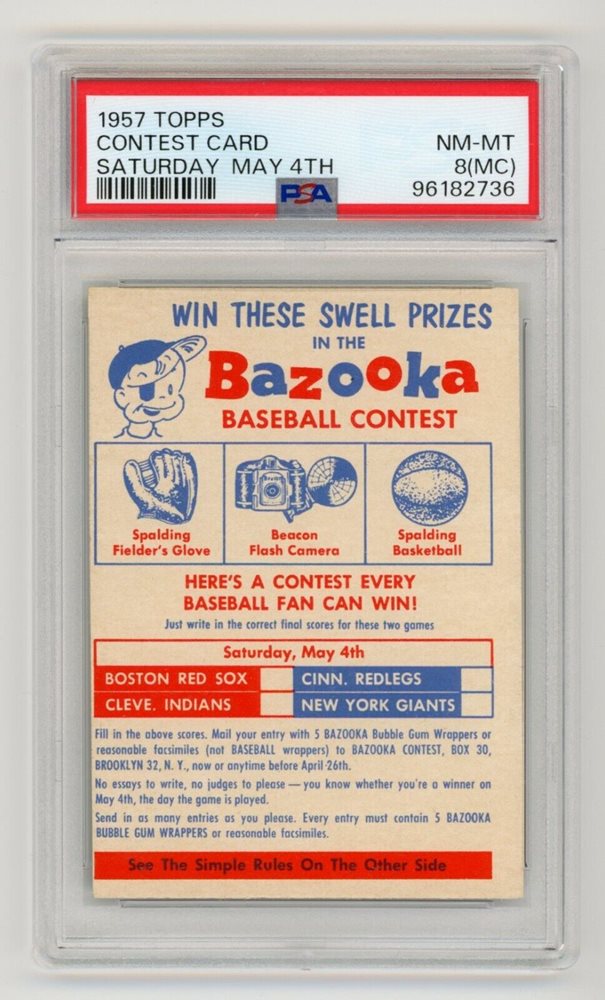 1957 TOPPS
CONTEST CARD NM-MT
SATURDAY MAY 4TH 8(MC)
PSA 96182736
WIN THESE SWELL PRIZES
IN THE
Bazooka
BASEBALL CONTEST
Spalding
Fielder's Glove
Beacon
Flash Camera
Spalding
Basketball
HERE'S A CONTEST EVERY
BASEBALL FAN CAN WIN!
Just write in the correct final scores for these two games
Saturday, May 4th
BOSTON RED SOX CINN. REDLEGS
CLEVE. INDIANS NEW YORK GIANTS
Fill in the above scores. Mail your entry with 5 BAZOOKA Bubble Gum Wrappers or
reasonable facsimiles (not BASEBALL wrappers) to BAZOOKA CONTEST, BOX 30,
BROOKLYN 32, N. Y., now or anytime before April 26th.
No essays to write, no judges to please — you know whether you're a winner on
May 4th, the day the game is played.
Send in as many entries as you please. Every entry must contain 5 BAZOOKA
BUBBLE GUM WRAPPERS or reasonable facsimiles.
See The Simple Rules On The Other Side